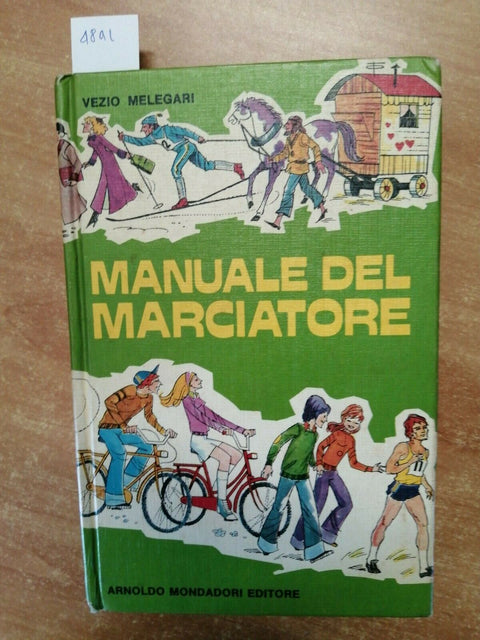 4891
VEZIO MELEGARI
MANUALE DEL
MARCIATORE
11
ARNOLDO MONDADORI EDITORE